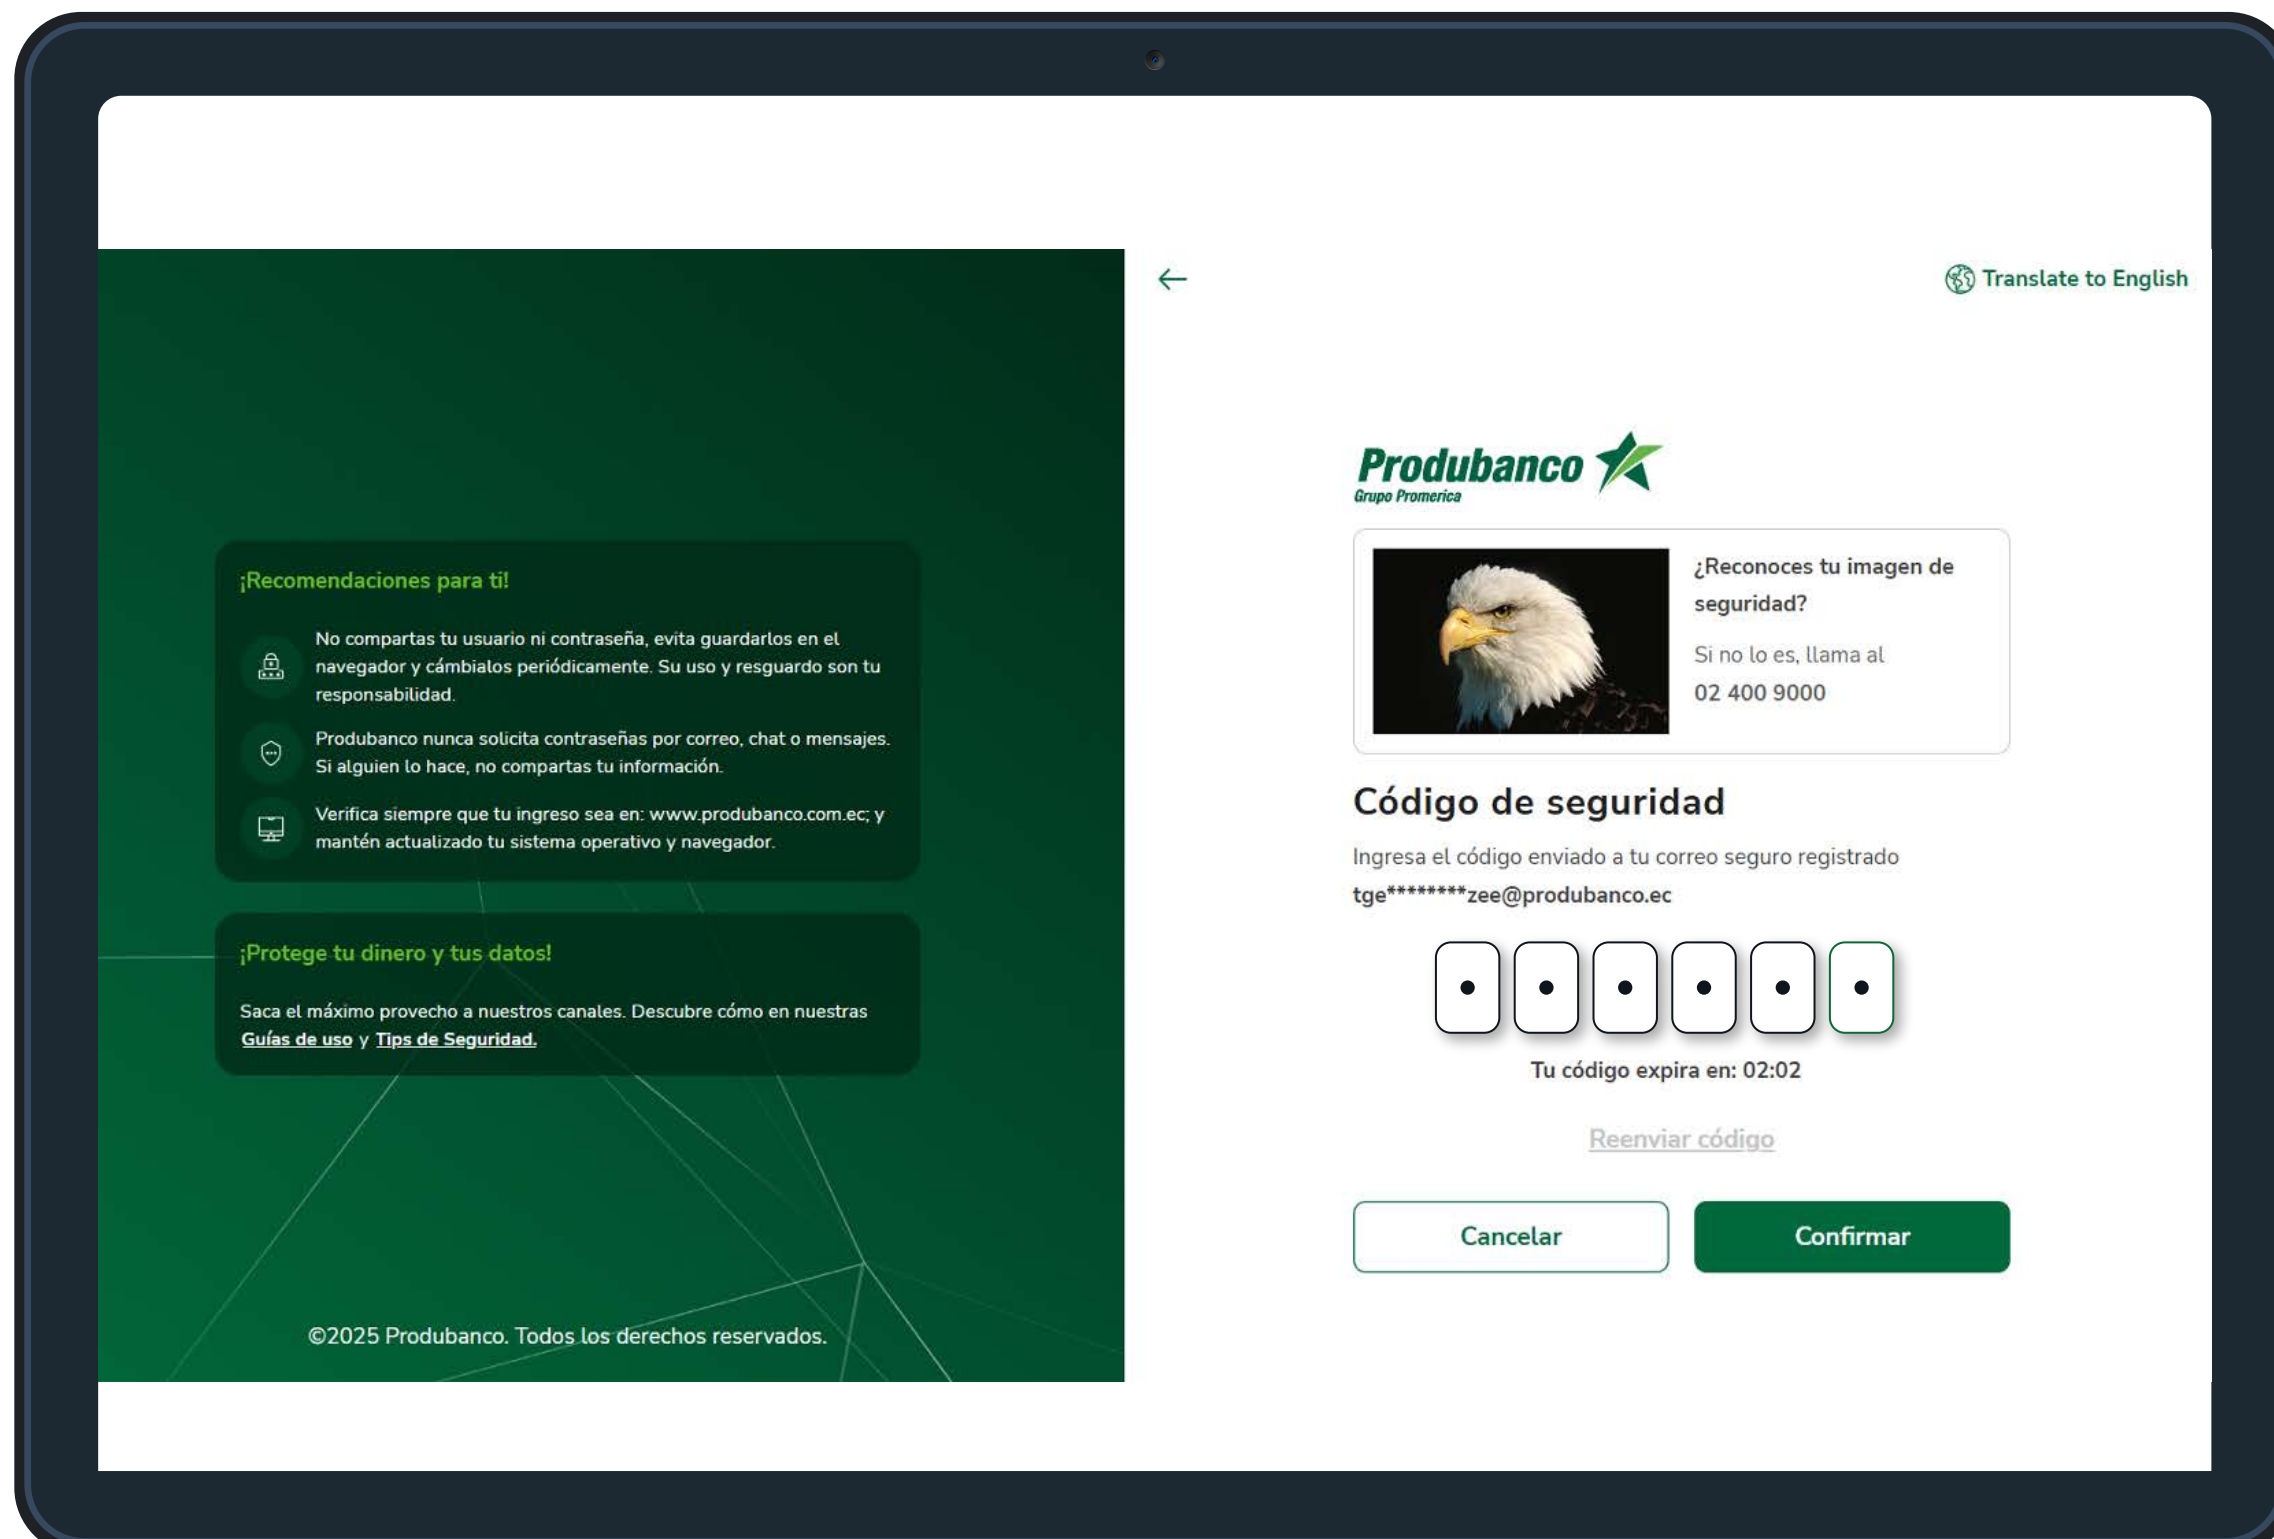 ¡Recomendaciones para ti!
No compartas tu usuario ni contraseña, evita guardarlos en el
navegador y cámbialos periódicamente. Su uso y resguardo son tu
responsabilidad.
Produbanco nunca solicita contraseñas por correo, chat o mensajes.
Si alguien lo hace, no compartas tu información.
Verifica siempre que tu ingreso sea en: www.produbanco.com.ec; y
mantén actualizado tu sistema operativo y navegador.
¡Protege tu dinero y tus datos!
Saca el máximo provecho a nuestros canales. Descubre cómo en nuestras
Guías de uso y Tips de Seguridad.
©2025 Produbanco. Todos los derechos reservados.
Translate to English
Produbanco
Grupo Promerica
¿Reconoces tu imagen de
seguridad?
Si no lo es, llama al
02 400 9000
Código de seguridad
Ingresa el código enviado a tu correo seguro registrado
tge********zee@produbanco.ec
Tu código expira en: 02:02
Reenviar código
Cancelar
Confirmar